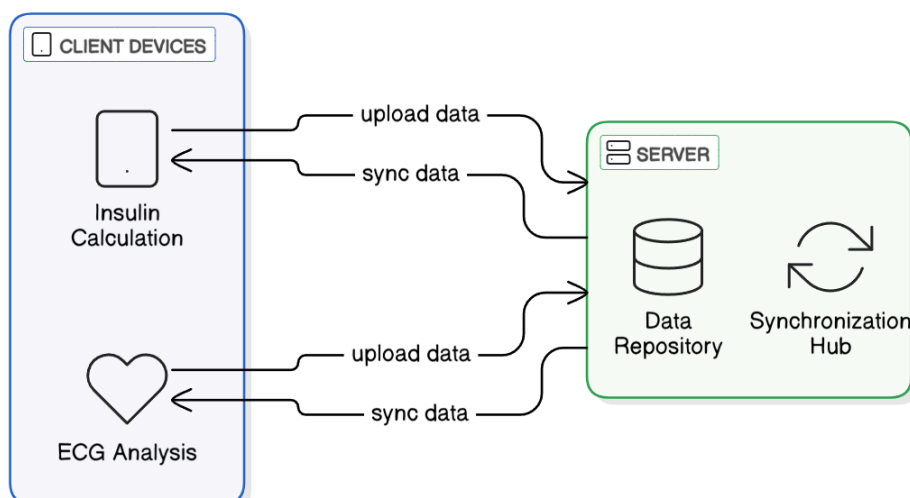 CLIENT DEVICES
upload data
sync data
Insulin
Calculation
SERVER
Data
Repository
Synchronization
Hub
upload data
sync data
ECG Analysis